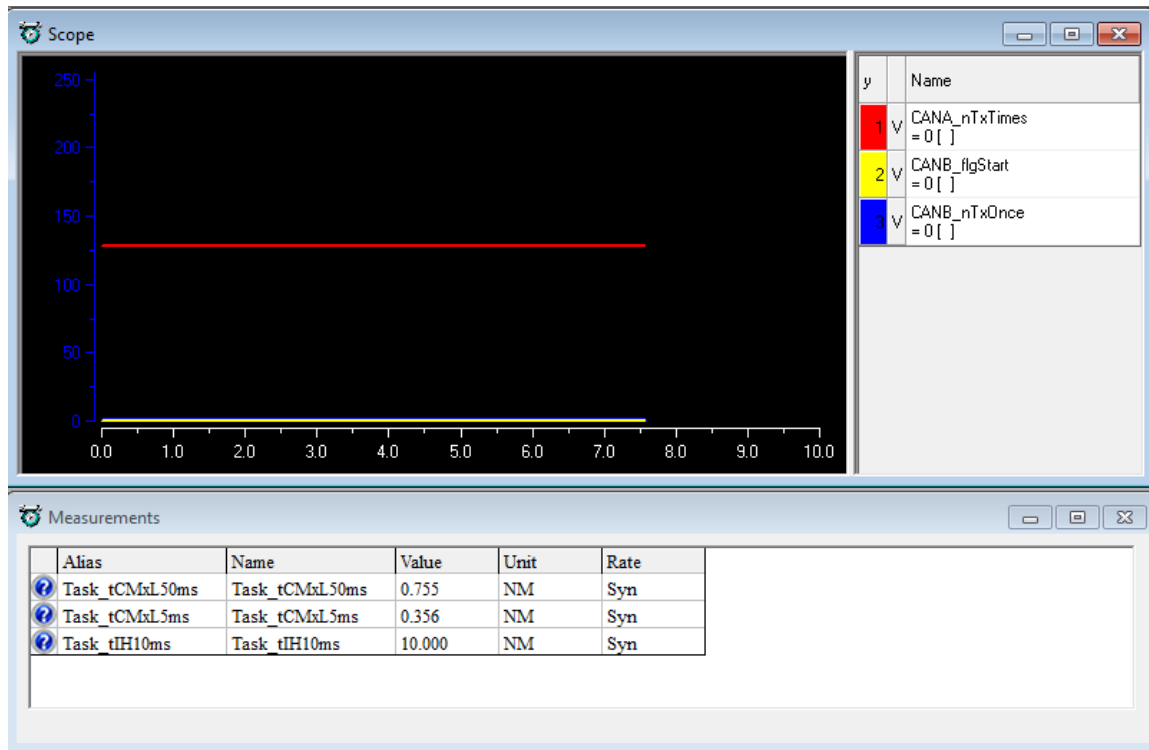 Scope
250
200
150
100
50
0
0.0 1.0 2.0 3.0 4.0 5.0 6.0 7.0 8.0 9.0 10.0
y Name
1 V CANA_nTxTimes
= 0 [ ]
2 V CANB_flgStart
= 0 [ ]
3 V CANB_nTxOnce
= 0 [ ]
Measurements
Alias Name Value Unit Rate
Task_tCMxL50ms Task_tCMxL50ms 0.755 NM Syn
Task_tCMxL5ms Task_tCMxL5ms 0.356 NM Syn
Task_tIH10ms Task_tIH10ms 10.000 NM Syn